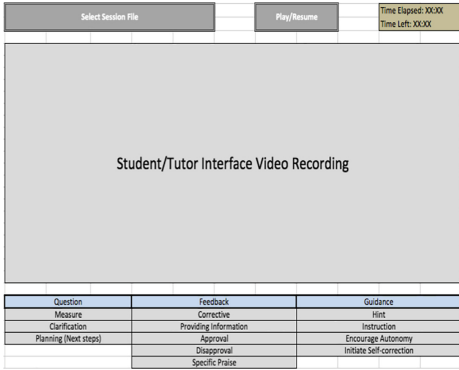 Select Session File
Play/Resume
Time Elapsed: XX:XX
Time Left: XX:XX
Student/Tutor Interface Video Recording
Question Feedback Guidance
Measure Corrective Hint
Clarification Providing Information Instruction
Planning (Next steps) Approval Encourage Autonomy
Disapproval Initiate Self-correction
Specific Praise